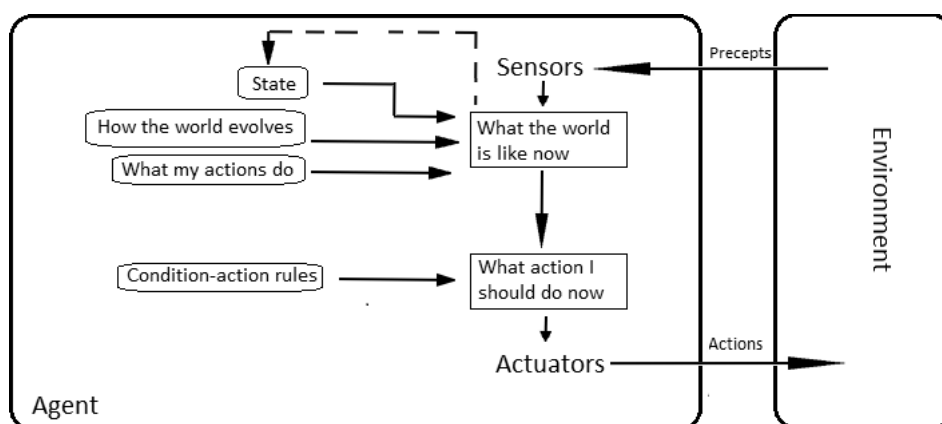 Precepts
Sensors
State
How the world evolves
What the world
is like now
What my actions do
Environment
Condition-action rules
What action I
should do now
Actions
Actuators
Agent